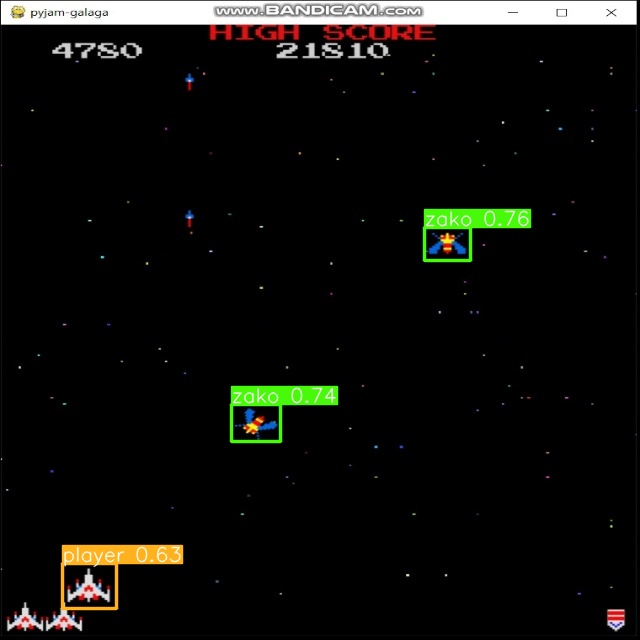 pyjam-galaga
www.BANDICAM.com
HIGH SCORE
4780 21810
zako 0.76
zako 0.74
player 0.63